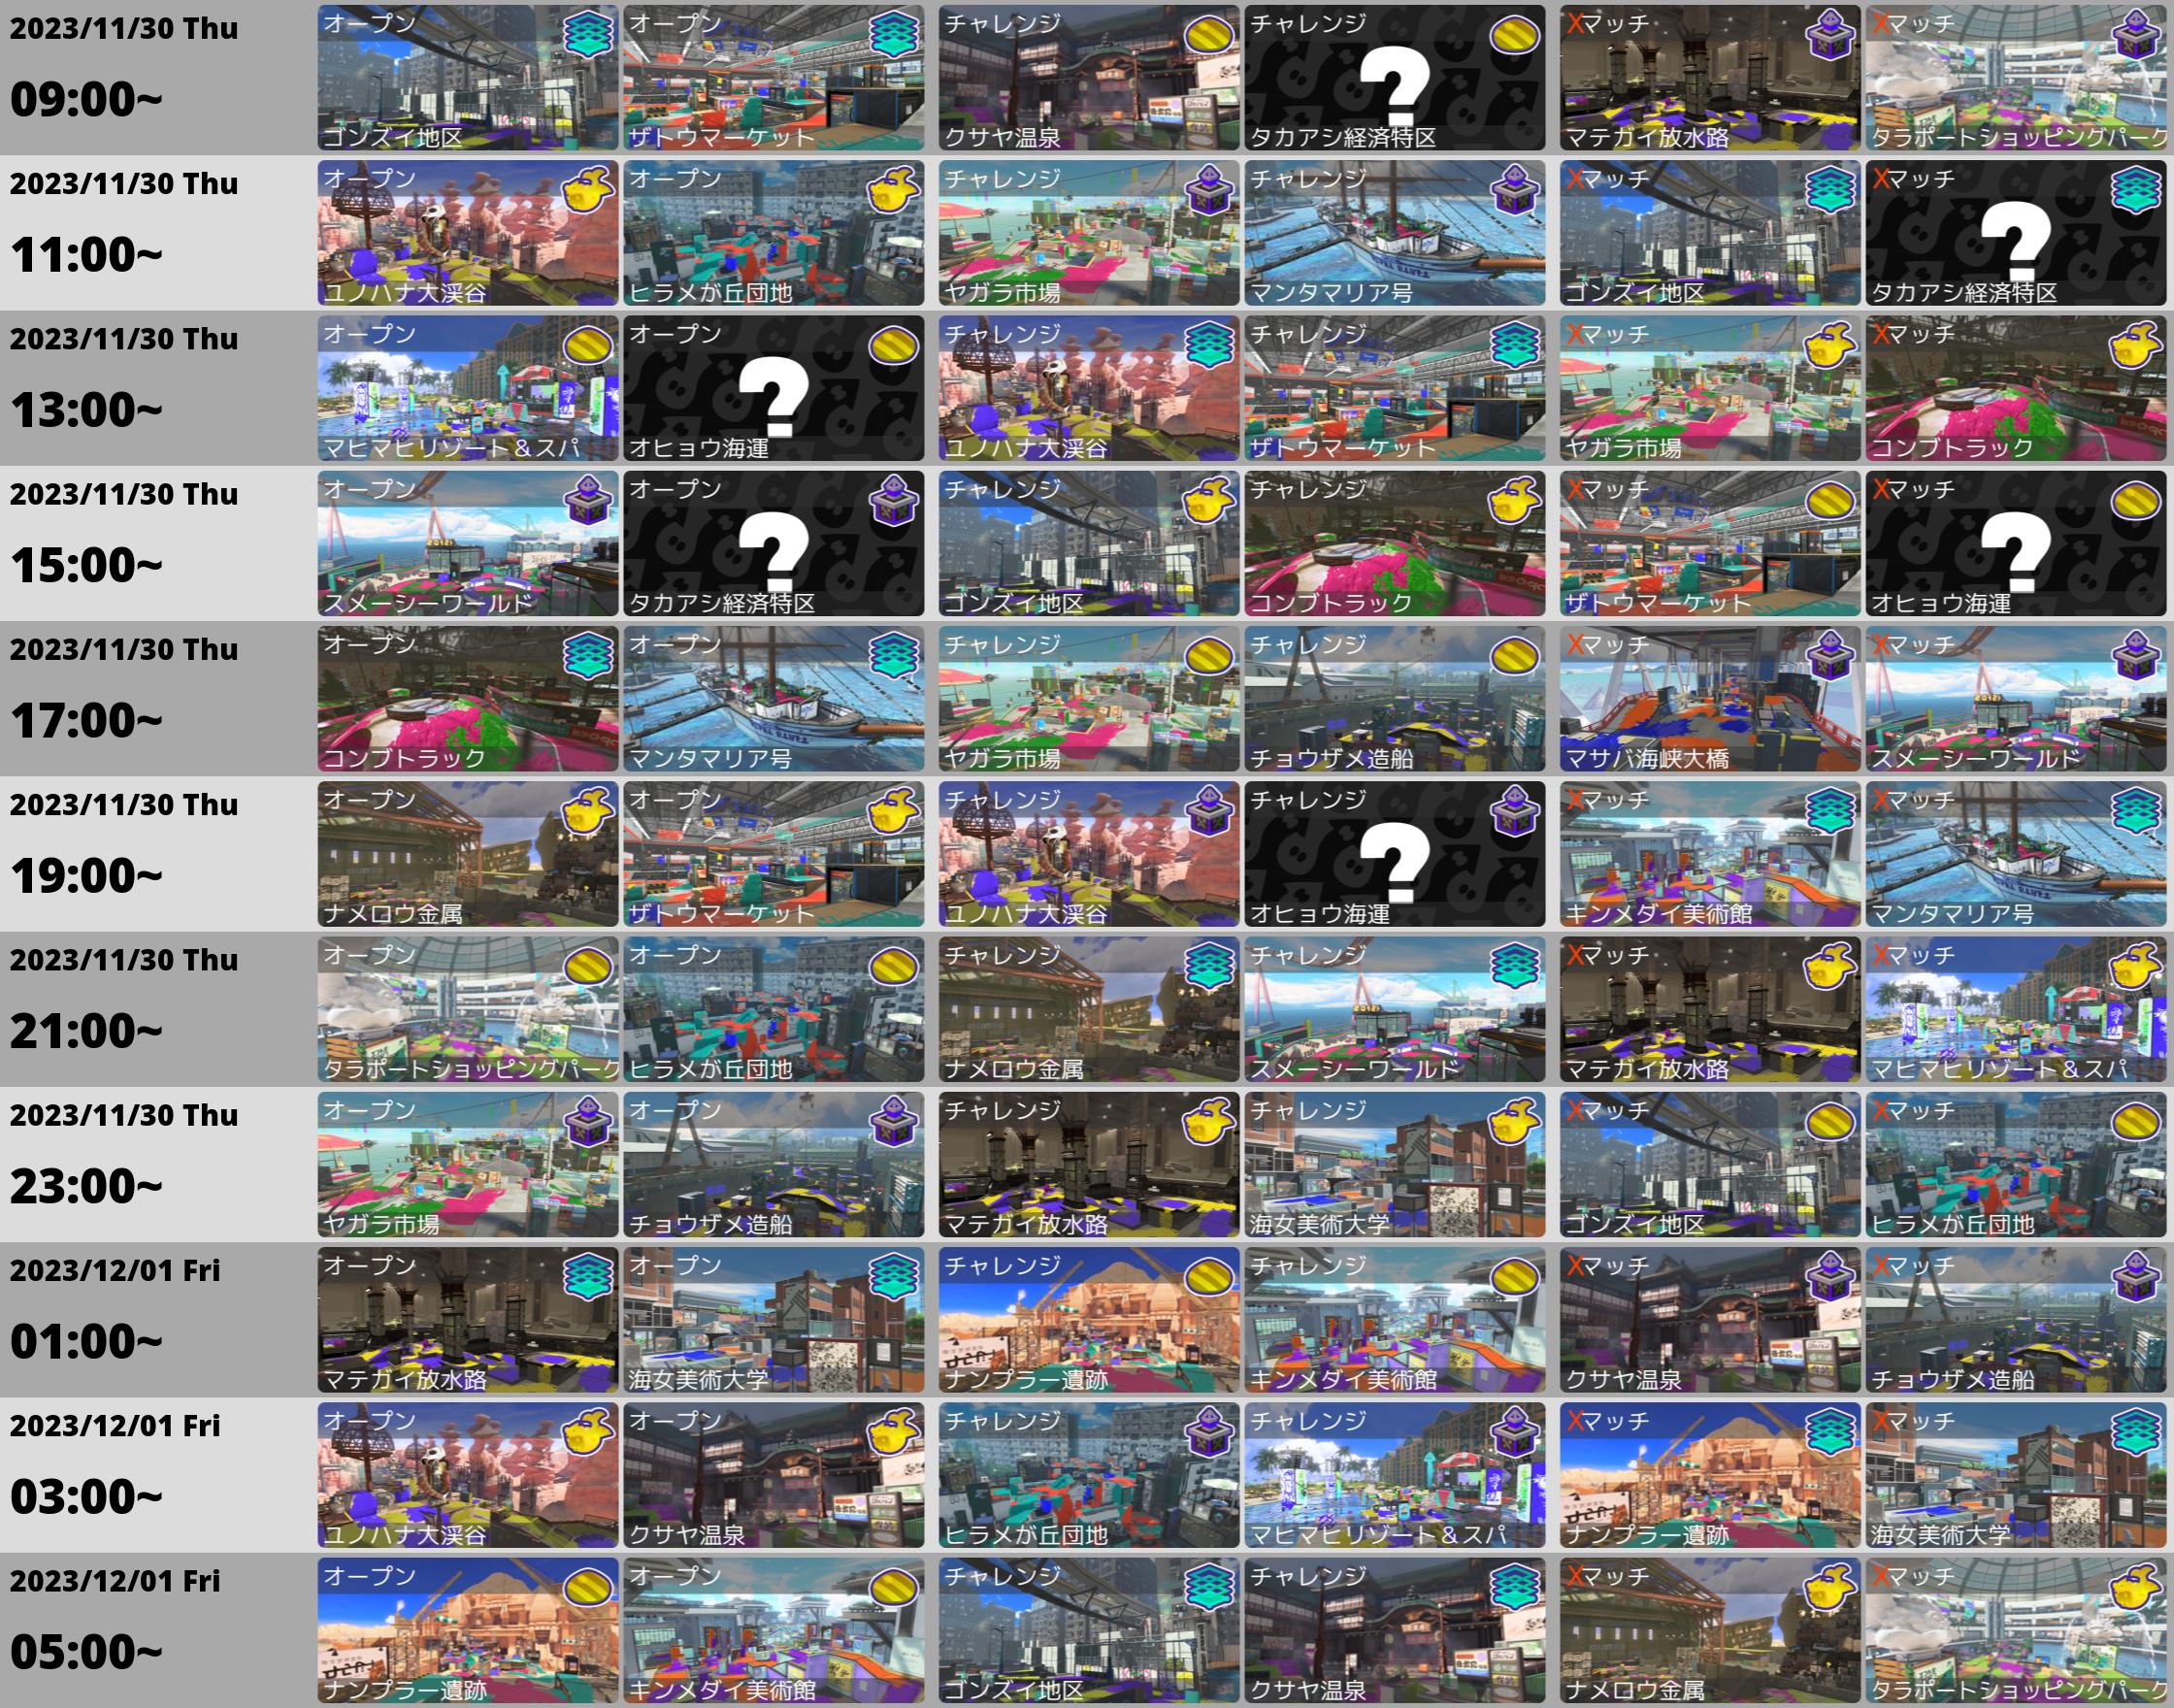 2023/11/30 Thu
09:00~
オープン
ゴンズイ地区
オープン
ザトウマーケット
チャレンジ
クサヤ温泉
チャレンジ
?
タカアシ経済特区
Xマッチ
マテガイ放水路
Xマッチ
タラポートショッピングパーク
2023/11/30 Thu
11:00~
オープン
ユノハナ大渓谷
オープン
ヒラメが丘団地
チャレンジ
ヤガラ市場
チャレンジ
マンタマリア号
Xマッチ
ゴンズイ地区
Xマッチ
?
タカアシ経済特区
2023/11/30 Thu
13:00~
オープン
マヒマヒリゾート＆スパ
オープン
?
オヒョウ海運
チャレンジ
ユノハナ大渓谷
チャレンジ
ザトウマーケット
Xマッチ
ヤガラ市場
Xマッチ
コンブトラック
2023/11/30 Thu
15:00~
オープン
スメーシーワールド
オープン
?
タカアシ経済特区
チャレンジ
ゴンズイ地区
チャレンジ
コンブトラック
Xマッチ
ザトウマーケット
Xマッチ
?
オヒョウ海運
2023/11/30 Thu
17:00~
オープン
コンブトラック
オープン
マンタマリア号
チャレンジ
ヤガラ市場
チャレンジ
チョウザメ造船
Xマッチ
マサバ海峡大橋
Xマッチ
スメーシーワールド
2023/11/30 Thu
19:00~
オープン
ナメロウ金属
オープン
ザトウマーケット
チャレンジ
ユノハナ大渓谷
チャレンジ
?
オヒョウ海運
Xマッチ
キンメダイ美術館
Xマッチ
マンタマリア号
2023/11/30 Thu
21:00~
オープン
タラポートショッピングパーク
オープン
ヒラメが丘団地
チャレンジ
ナメロウ金属
チャレンジ
スメーシーワールド
Xマッチ
マテガイ放水路
Xマッチ
マヒマヒリゾート＆スパ
2023/11/30 Thu
23:00~
オープン
ヤガラ市場
オープン
チョウザメ造船
チャレンジ
マテガイ放水路
チャレンジ
海女美術大学
Xマッチ
ゴンズイ地区
Xマッチ
ヒラメが丘団地
2023/12/01 Fri
01:00~
オープン
マテガイ放水路
オープン
海女美術大学
チャレンジ
ナンプラー遺跡
チャレンジ
キンメダイ美術館
Xマッチ
クサヤ温泉
Xマッチ
チョウザメ造船
2023/12/01 Fri
03:00~
オープン
ユノハナ大渓谷
オープン
クサヤ温泉
チャレンジ
ヒラメが丘団地
チャレンジ
マヒマヒリゾート＆スパ
Xマッチ
ナンプラー遺跡
Xマッチ
海女美術大学
2023/12/01 Fri
05:00~
オープン
ナンプラー遺跡
オープン
キンメダイ美術館
チャレンジ
ゴンズイ地区
チャレンジ
クサヤ温泉
Xマッチ
ナメロウ金属
Xマッチ
タラポートショッピングパーク